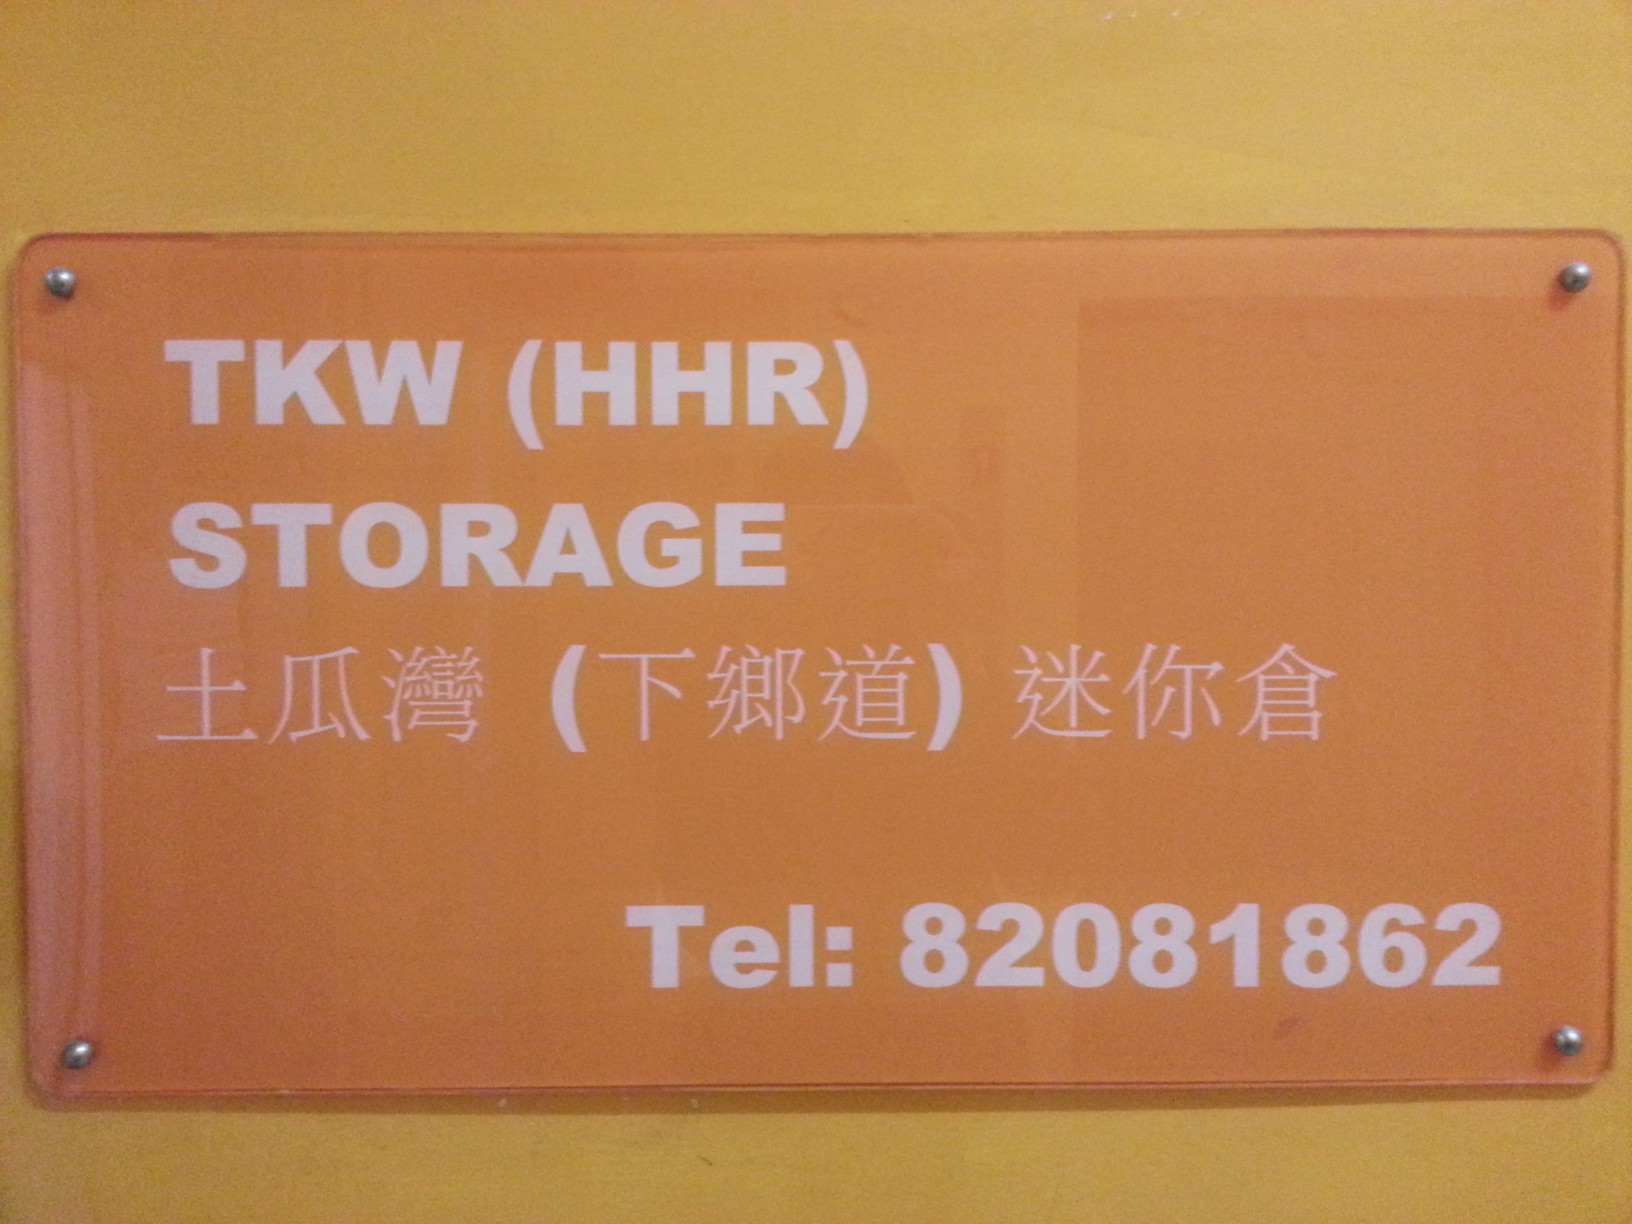 TKW (HHR)
STORAGE
土瓜灣 (下鄉道) 迷你倉
Tel: 82081862